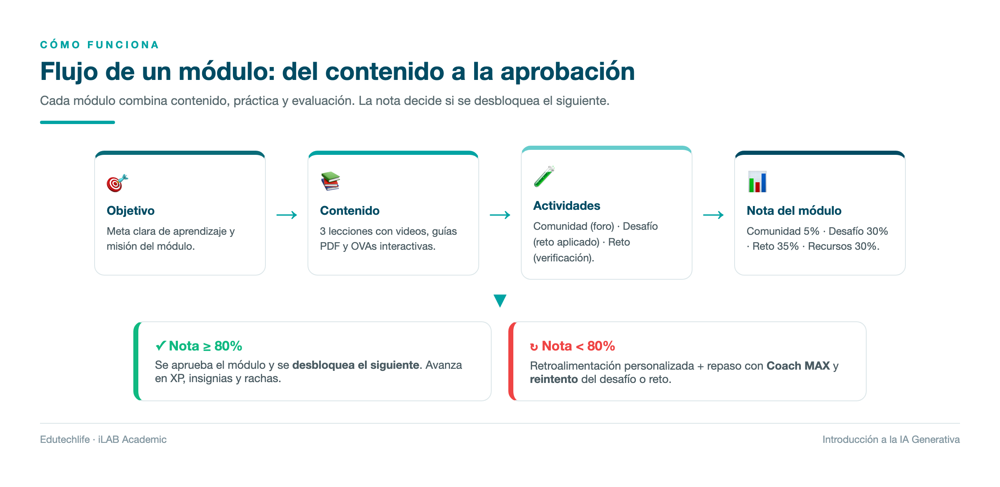 CÓMO FUNCIONA
Flujo de un módulo: del contenido a la aprobación
Cada módulo combina contenido, práctica y evaluación. La nota decide si se desbloquea el siguiente.
Objetivo
Meta clara de aprendizaje y
misión del módulo.
→
Contenido
3 lecciones con videos, guías
PDF y OVAs interactivas.
→
Actividades
Comunidad (foro) · Desafío
(reto aplicado) · Reto
(verificación).
→
Nota del módulo
Comunidad 5% · Desafío 30%
· Reto 35% · Recursos 30%.
▼
✓ Nota ≥ 80%
Se aprueba el módulo y se desbloquea el siguiente. Avanza
en XP, insignias y rachas.
↻ Nota < 80%
Retroalimentación personalizada + repaso con Coach MAX y
reintento del desafío o reto.
Edutechlife · iLAB Academic
Introducción a la IA Generativa